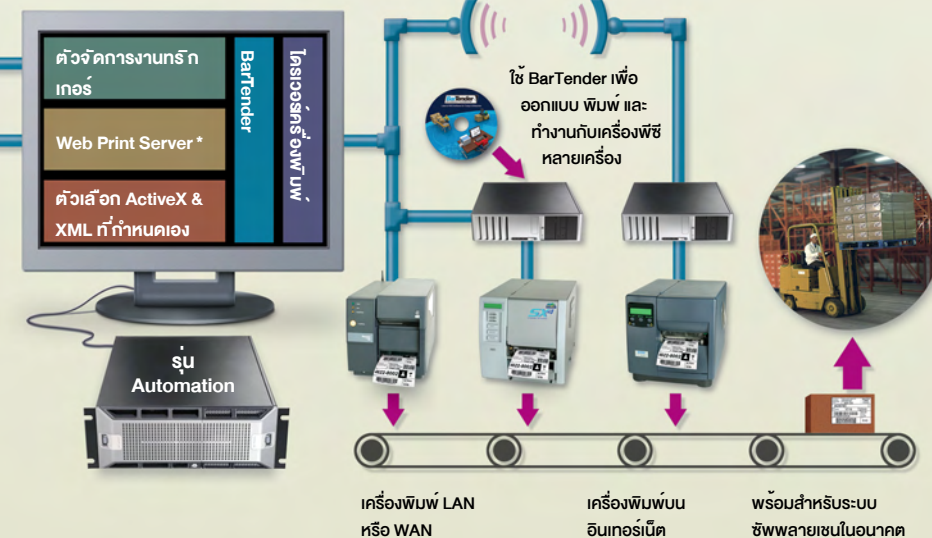 ตัวจัดการงานทริก
เกอร์
Web Print Server *
ตัวเลือก ActiveX &
XML ที่กำหนดเอง
BarTender
ไดรเวอร์เครื่องพิมพ์
ใช้ BarTender เพื่อ
ออกแบบ พิมพ์ และ
ทำงานกับเครื่องพีซี
หลายเครื่อง
BarTender
รุ่น
Automation
เครื่องพิมพ์ LAN
หรือ WAN
เครื่องพิมพ์บน
อินเทอร์เน็ต
พร้อมสำหรับระบบ
ซัพพลายเชนในอนาคต